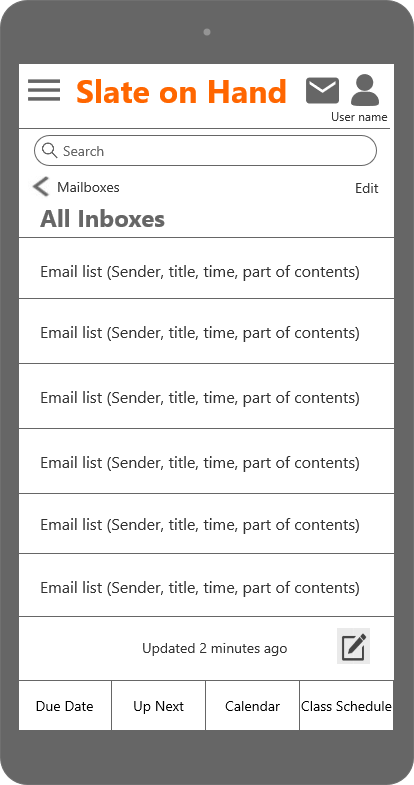 Slate on Hand
User name
Search
Mailboxes
Edit
All Inboxes
Email list (Sender, title, time, part of contents)
Email list (Sender, title, time, part of contents)
Email list (Sender, title, time, part of contents)
Email list (Sender, title, time, part of contents)
Email list (Sender, title, time, part of contents)
Email list (Sender, title, time, part of contents)
Updated 2 minutes ago
Due Date
Up Next
Calendar
Class Schedule